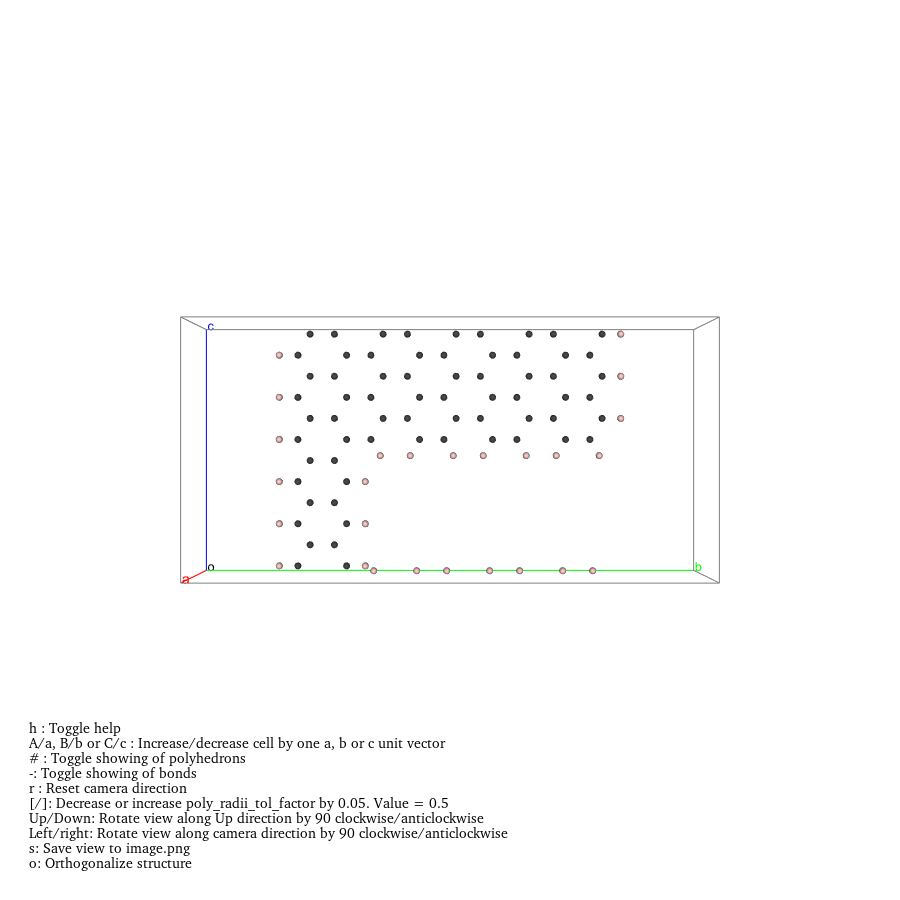 c
o
a
b
h : Toggle help
A/a, B/b or C/c : Increase/decrease cell by one a, b or c unit vector
# : Toggle showing of polyhedrons
-: Toggle showing of bonds
r : Reset camera direction
[/]: Decrease or increase poly_radii_tol_factor by 0.05. Value = 0.5
Up/Down: Rotate view along Up direction by 90 clockwise/anticlockwise
Left/right: Rotate view along camera direction by 90 clockwise/anticlockwise
s: Save view to image.png
o: Orthogonalize structure